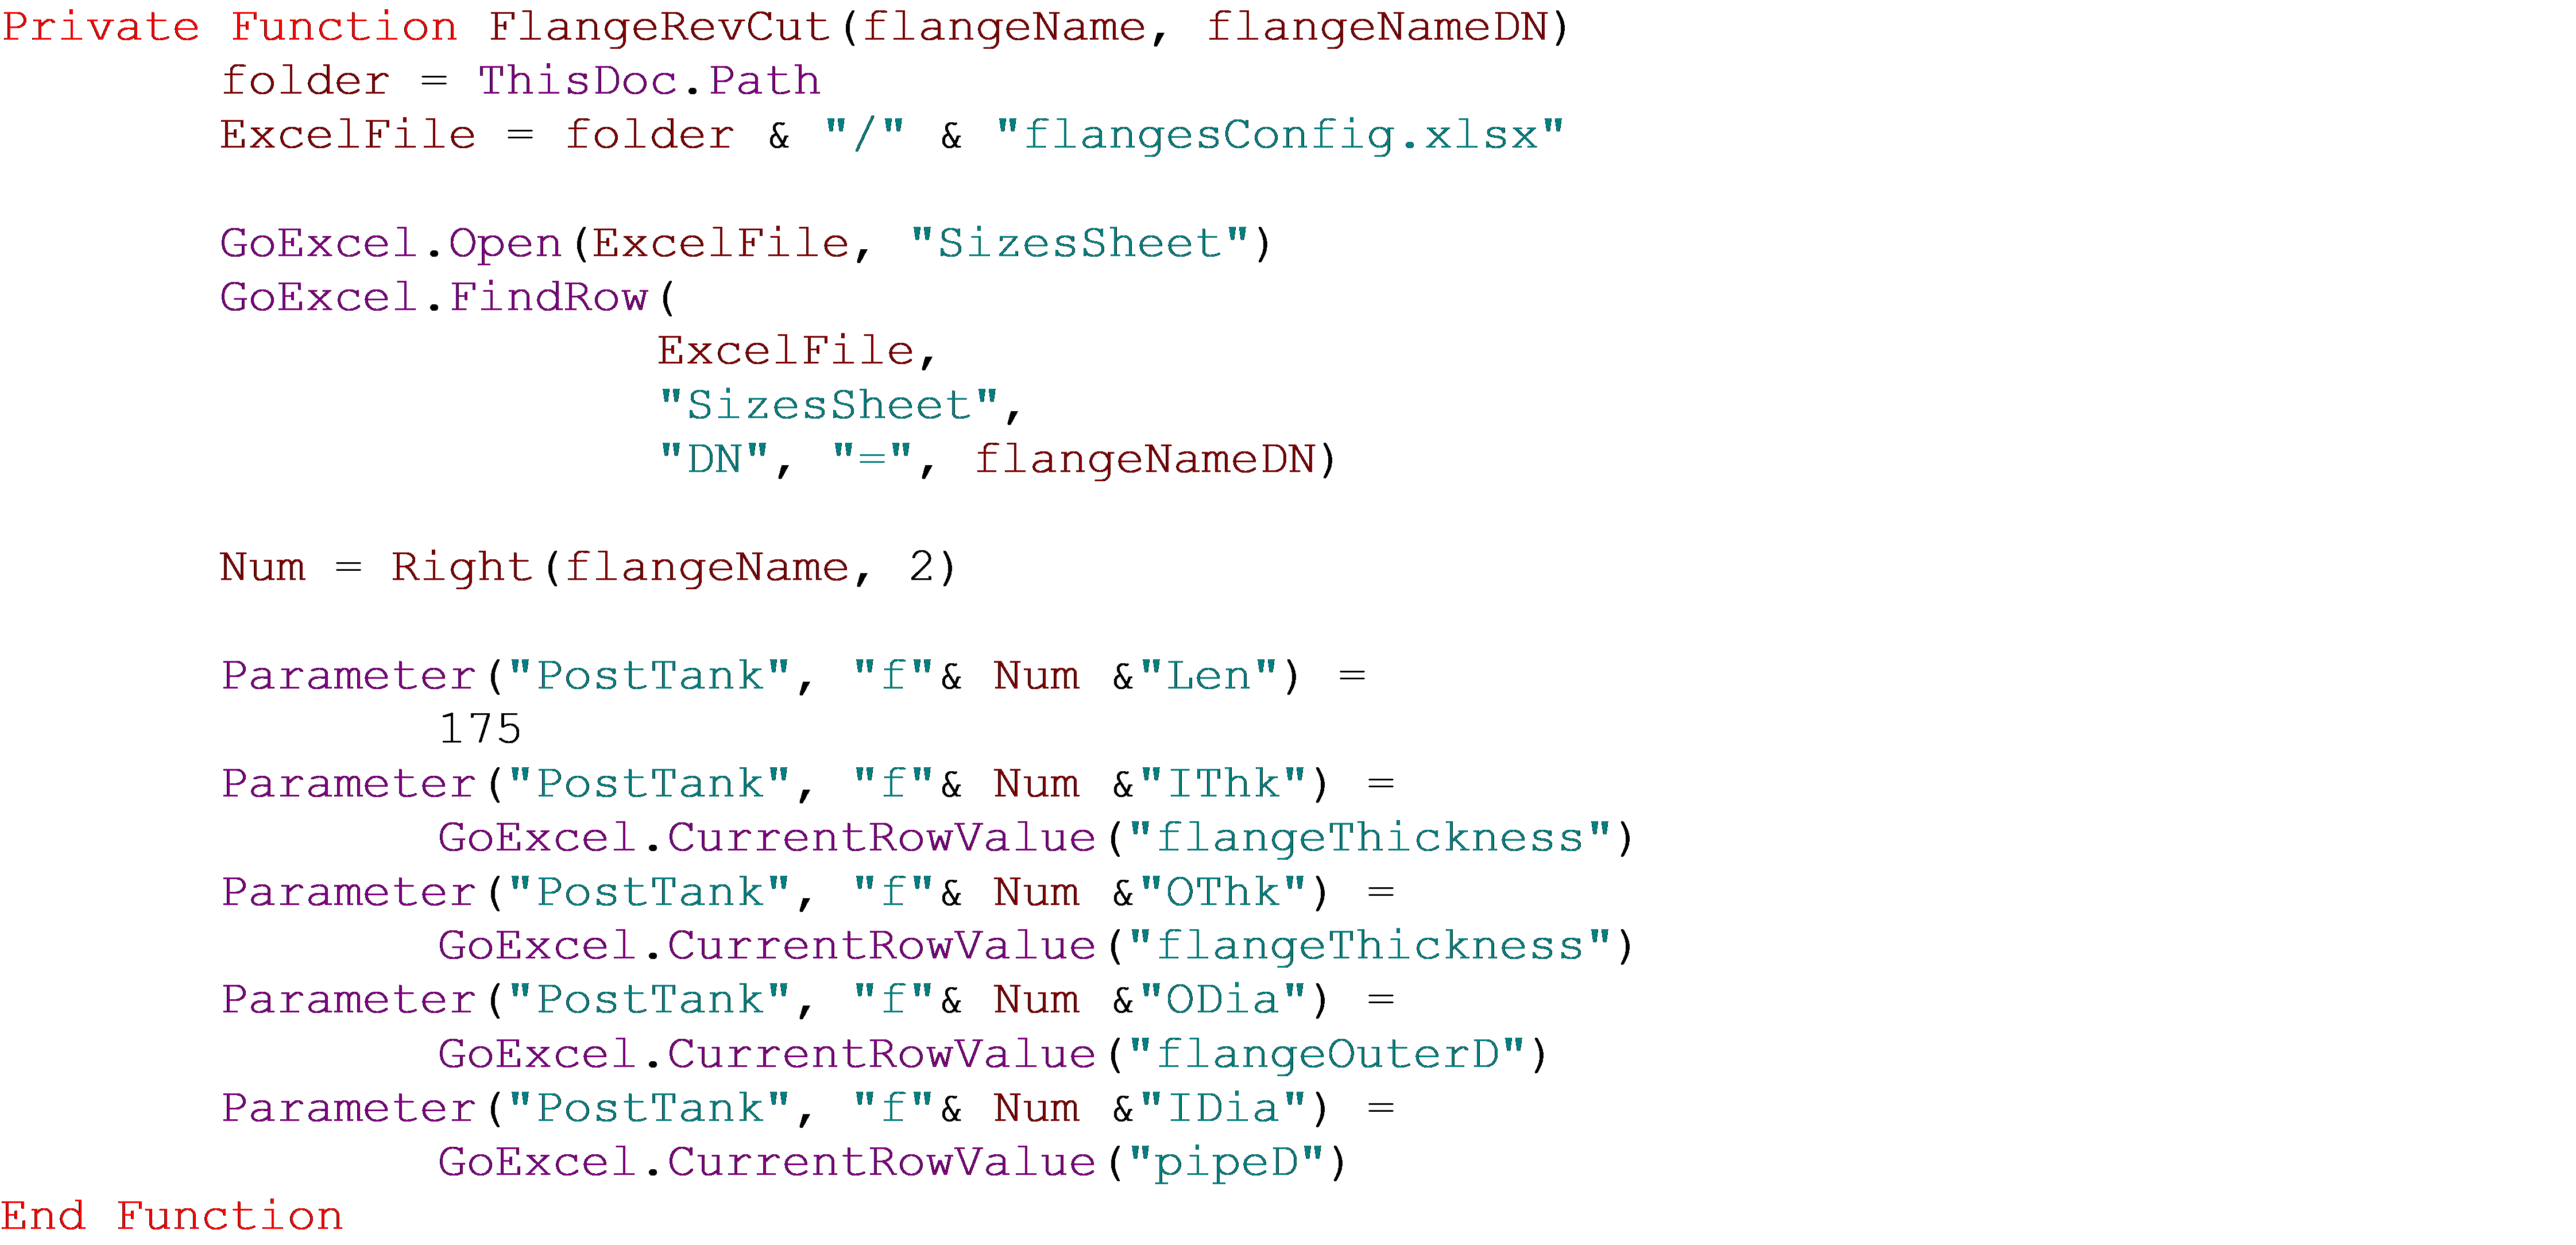 Private Function FlangeRevCut(flangeName, flangeNameDN)
folder = ThisDoc.Path
ExcelFile = folder & "/" & "flangesConfig.xlsx"
GoExcel.Open(ExcelFile, "SizesSheet")
GoExcel.FindRow(
ExcelFile,
"SizesSheet",
"DN", "=", flangeNameDN)
Num = Right(flangeName, 2)
Parameter("PostTank", "f"& Num &"Len") =
175
Parameter("PostTank", "f"& Num &"IThk") =
GoExcel.CurrentRowValue("flangeThickness")
Parameter("PostTank", "f"& Num &"OThk") =
GoExcel.CurrentRowValue("flangeThickness")
Parameter("PostTank", "f"& Num &"ODia") =
GoExcel.CurrentRowValue("flangeOuterD")
Parameter("PostTank", "f"& Num &"IDia") =
GoExcel.CurrentRowValue("pipeD")
End Function